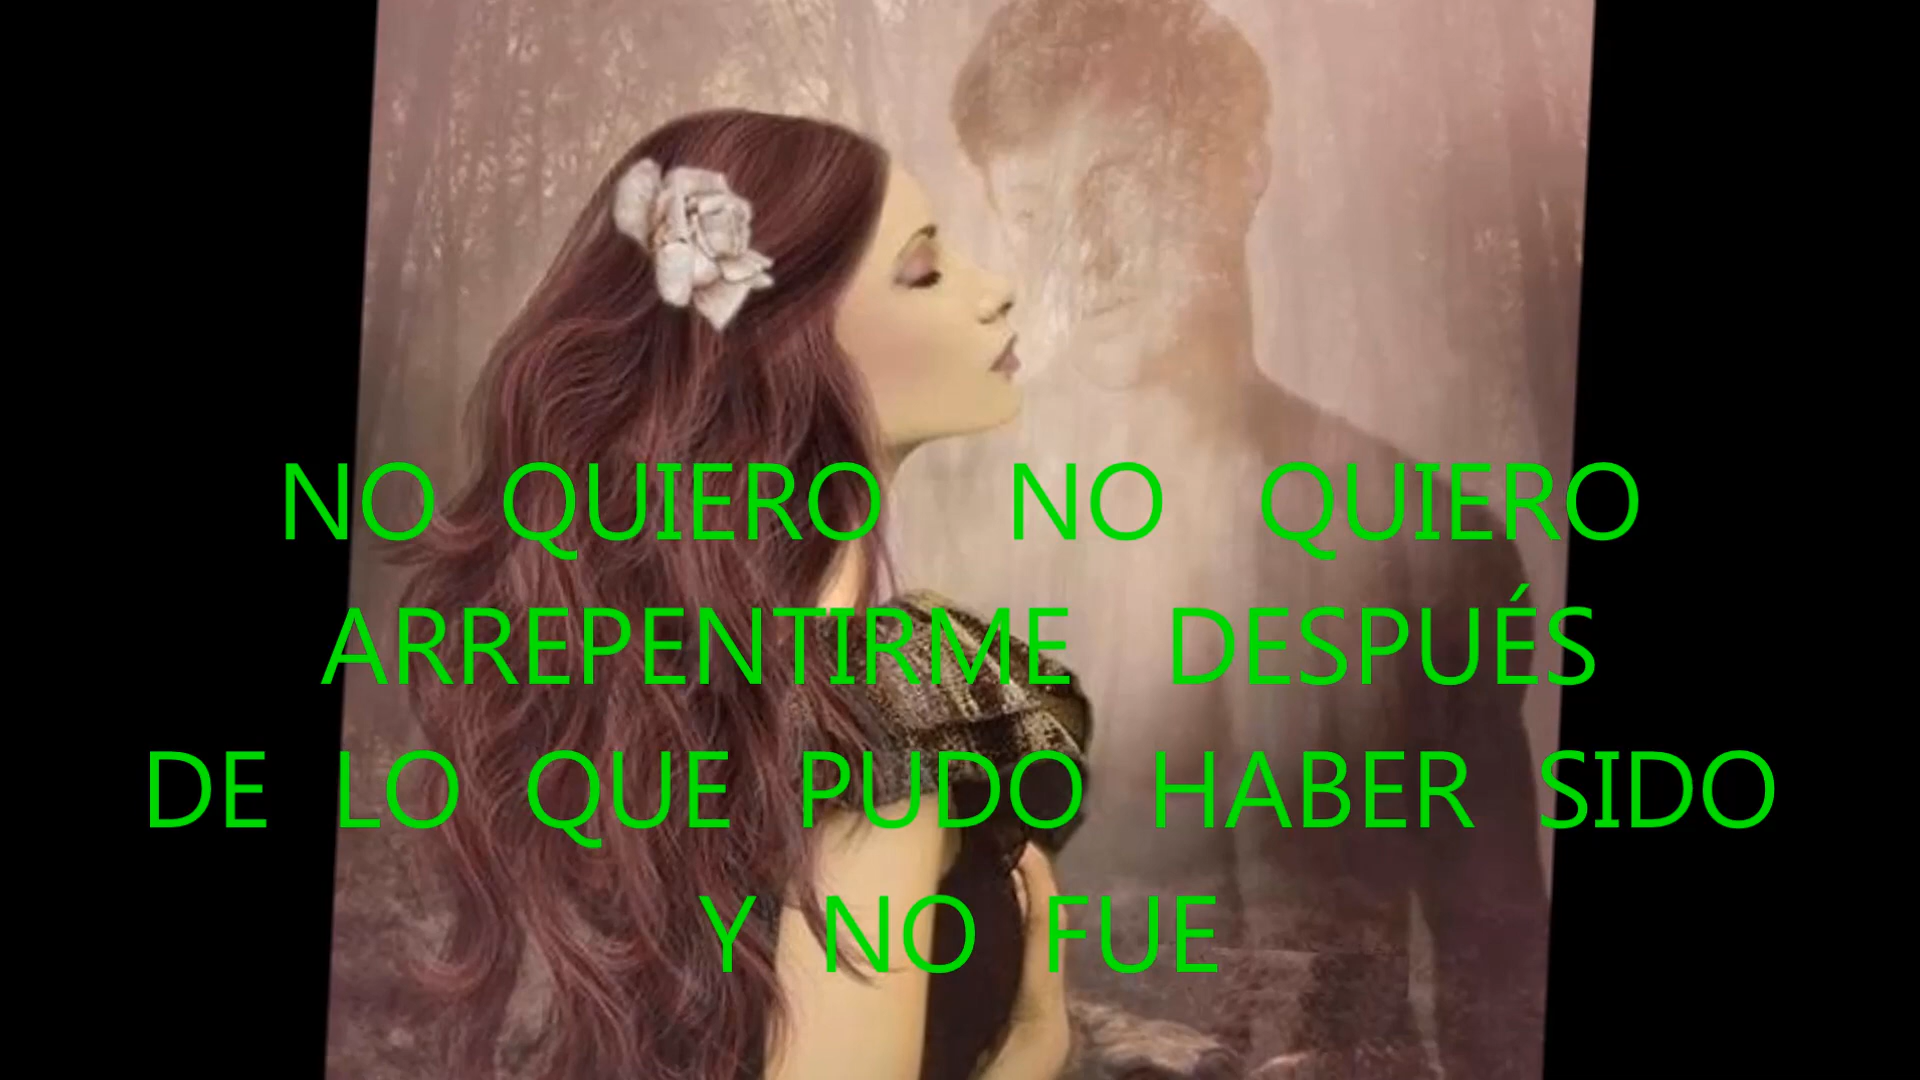 NO QUIERO NO QUIERO
ARREPENTIRME DESPUÉS
DE LO QUE PUDO HABER SIDO
Y NO FUE